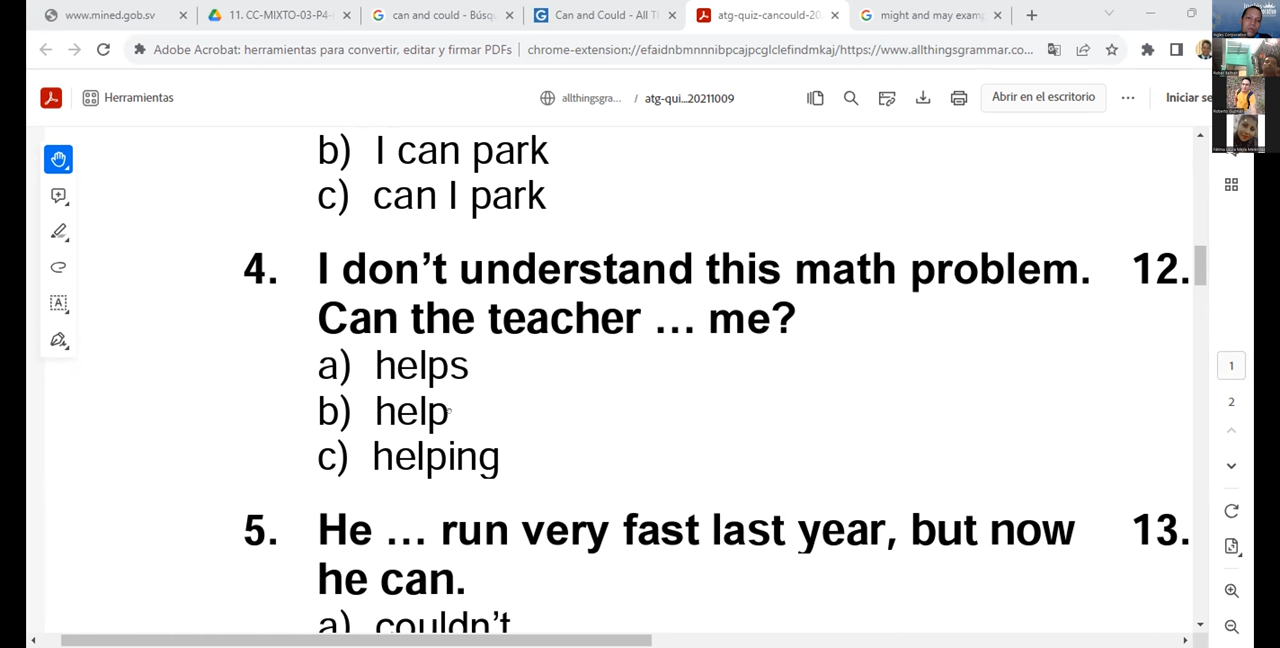 www.mined.gob.sv
11. CC-MIXTO-03-P4-
can and could - Búsq
Can and Could - All T
atg-quiz-cancould-20
might and may examp
Adobe Acrobat: herramientas para convertir, editar y firmar PDFs
chrome-extension://efaidnbmnnnibpcajpcglclefindmkaj/https://www.allthingsgrammar.co...
Herramientas
allthingsgra... / atg-qui...20211009
Abrir en el escritorio
Iniciar se
b) I can park
c) can I park
4. I don't understand this math problem.
Can the teacher ... me?
a) helps
b) help
c) helping
5. He ... run very fast last year, but now
he can.
a) couldn't
12.
13.
1
2